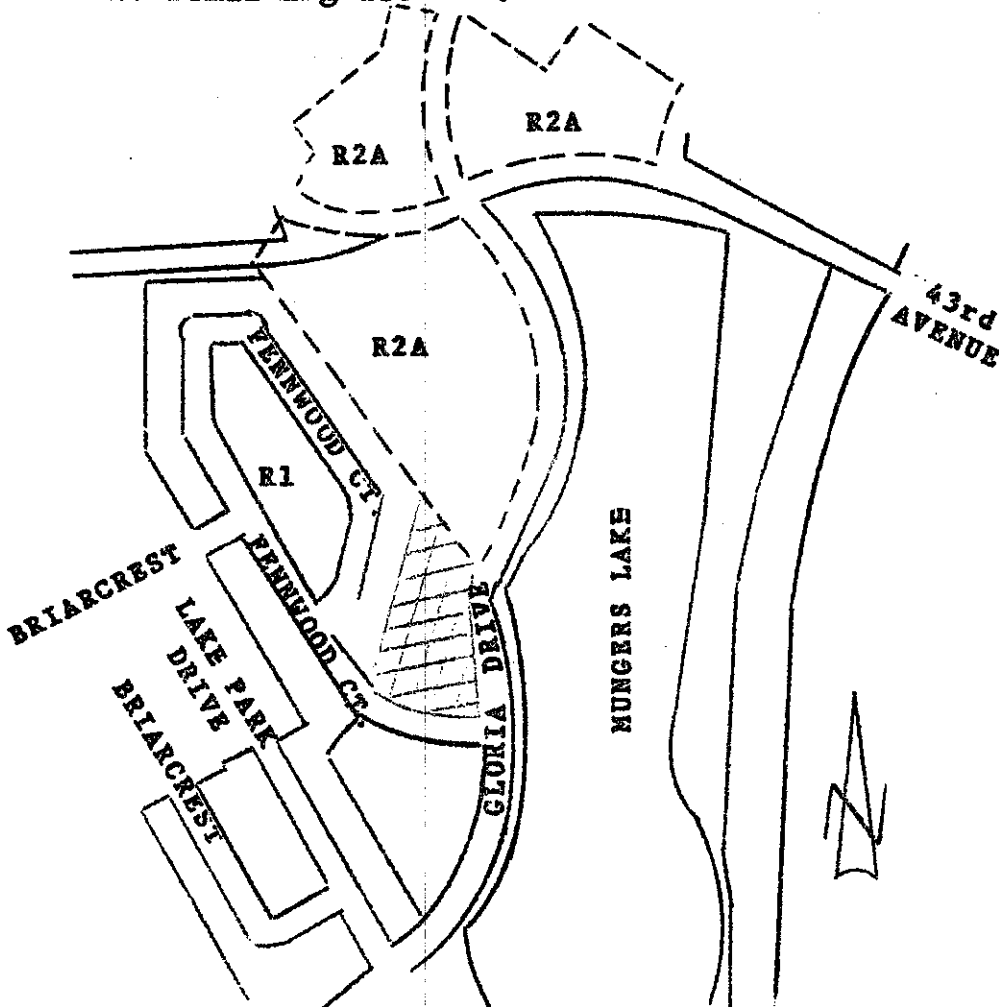 R2A
R2A
43rd
AVENUE
R2A
FENNWOOD CT.
R1
MUNGERS LAKE
BRIARCREST
FENNWOOD CT.
LAKE PARK
DRIVE
GLORIA DRIVE
BRIARCREST
N